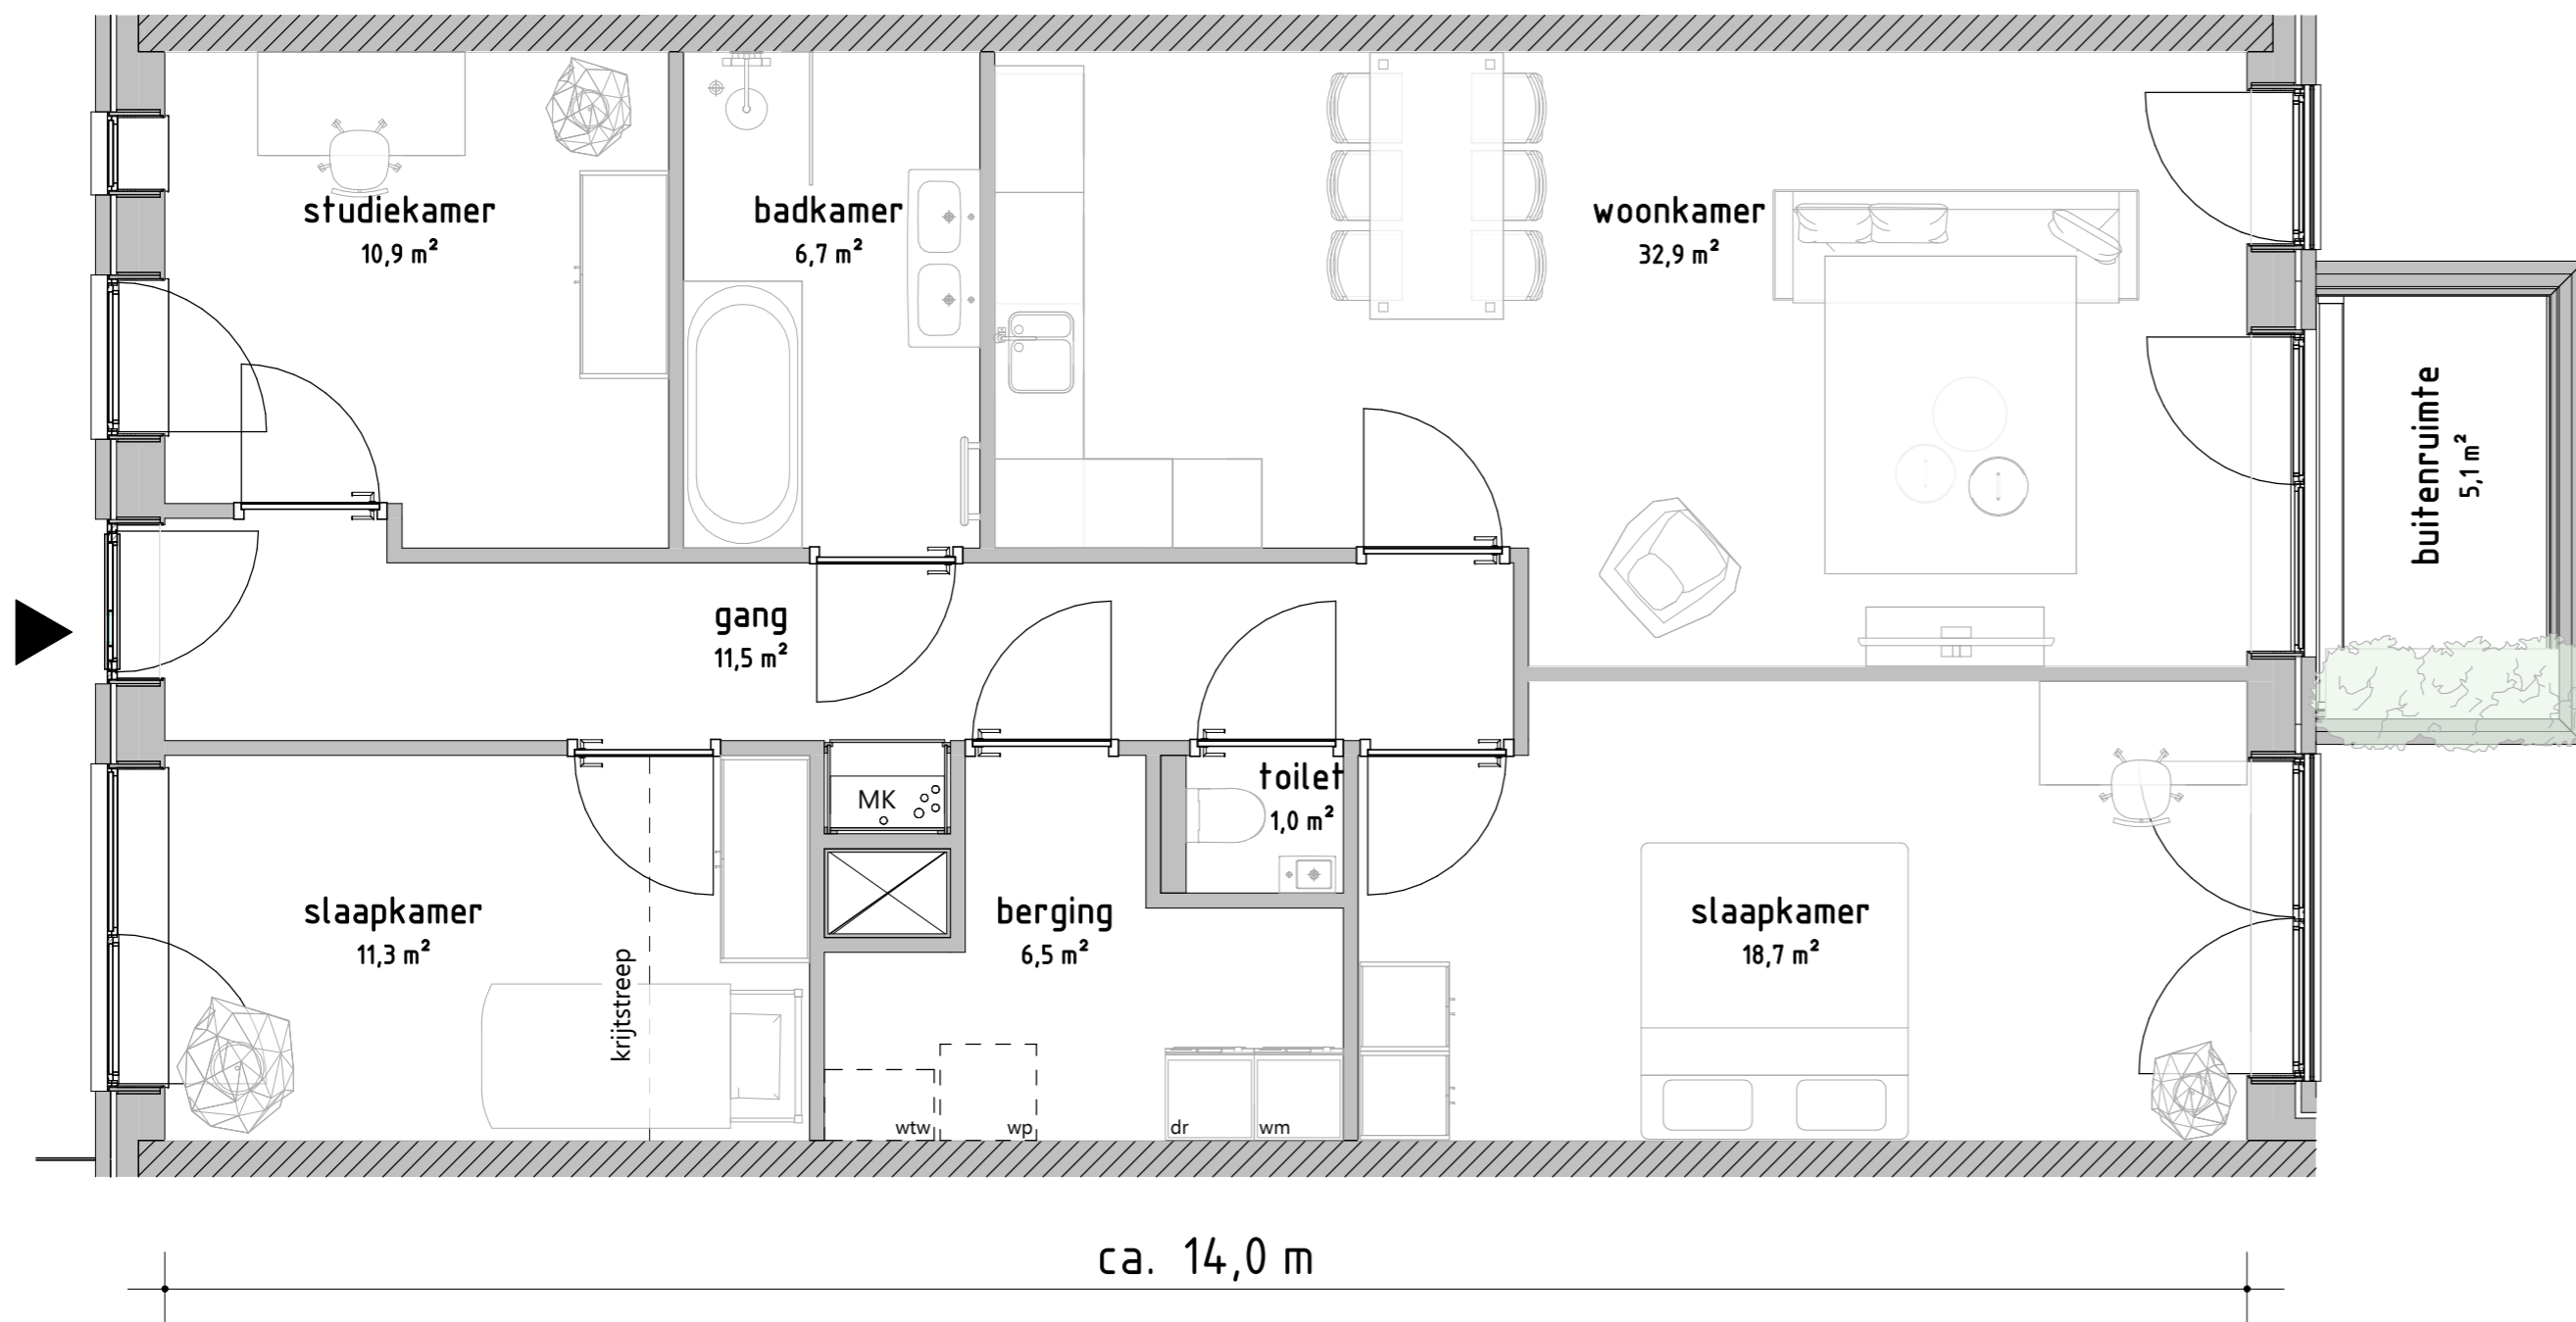 studiekamer
10,9 m²
badkamer
6,7 m²
woonkamer
32,9 m²
buitenruimte
5,1 m²
gang
11,5 m²
MK
toilet
1,0 m²
slaapkamer
11,3 m²
krijtstreep
berging
6,5 m²
slaapkamer
18,7 m²
wtw
wp
dr
wm
ca. 14,0 m